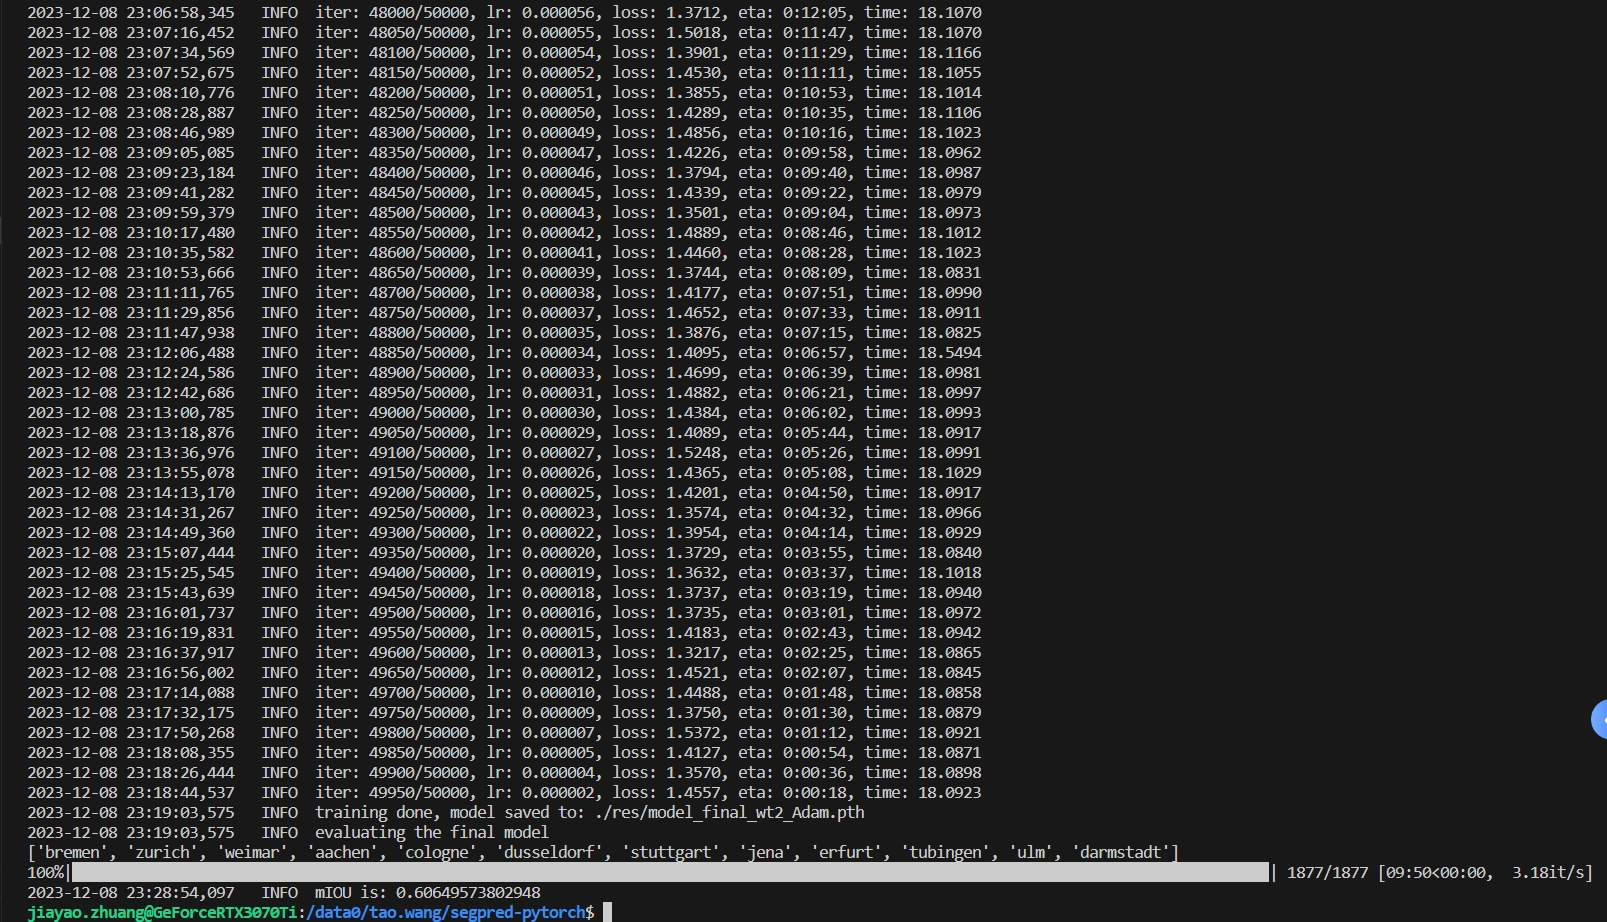 2023-12-08 23:06:58,345   INFO  iter: 48000/50000, lr: 0.000056, loss: 1.3712, eta: 0:12:05, time: 18.1070
2023-12-08 23:07:16,452   INFO  iter: 48050/50000, lr: 0.000055, loss: 1.5018, eta: 0:11:47, time: 18.1070
2023-12-08 23:07:34,569   INFO  iter: 48100/50000, lr: 0.000054, loss: 1.3901, eta: 0:11:29, time: 18.1166
2023-12-08 23:07:52,675   INFO  iter: 48150/50000, lr: 0.000052, loss: 1.4530, eta: 0:11:11, time: 18.1055
2023-12-08 23:08:10,776   INFO  iter: 48200/50000, lr: 0.000051, loss: 1.3855, eta: 0:10:53, time: 18.1014
2023-12-08 23:08:28,887   INFO  iter: 48250/50000, lr: 0.000050, loss: 1.4289, eta: 0:10:35, time: 18.1106
2023-12-08 23:08:46,989   INFO  iter: 48300/50000, lr: 0.000049, loss: 1.4856, eta: 0:10:16, time: 18.1023
2023-12-08 23:09:05,085   INFO  iter: 48350/50000, lr: 0.000047, loss: 1.4226, eta: 0:09:58, time: 18.0962
2023-12-08 23:09:23,184   INFO  iter: 48400/50000, lr: 0.000046, loss: 1.3794, eta: 0:09:40, time: 18.0987
2023-12-08 23:09:41,282   INFO  iter: 48450/50000, lr: 0.000045, loss: 1.4339, eta: 0:09:22, time: 18.0979
2023-12-08 23:09:59,379   INFO  iter: 48500/50000, lr: 0.000043, loss: 1.3501, eta: 0:09:04, time: 18.0973
2023-12-08 23:10:17,480   INFO  iter: 48550/50000, lr: 0.000042, loss: 1.4889, eta: 0:08:46, time: 18.1012
2023-12-08 23:10:35,582   INFO  iter: 48600/50000, lr: 0.000041, loss: 1.4460, eta: 0:08:28, time: 18.1023
2023-12-08 23:10:53,666   INFO  iter: 48650/50000, lr: 0.000039, loss: 1.3744, eta: 0:08:09, time: 18.0831
2023-12-08 23:11:11,765   INFO  iter: 48700/50000, lr: 0.000038, loss: 1.4177, eta: 0:07:51, time: 18.0990
2023-12-08 23:11:29,856   INFO  iter: 48750/50000, lr: 0.000037, loss: 1.4652, eta: 0:07:33, time: 18.0911
2023-12-08 23:11:47,938   INFO  iter: 48800/50000, lr: 0.000035, loss: 1.3876, eta: 0:07:15, time: 18.0825
2023-12-08 23:12:06,488   INFO  iter: 48850/50000, lr: 0.000034, loss: 1.4095, eta: 0:06:57, time: 18.5494
2023-12-08 23:12:24,586   INFO  iter: 48900/50000, lr: 0.000033, loss: 1.4699, eta: 0:06:39, time: 18.0981
2023-12-08 23:12:42,686   INFO  iter: 48950/50000, lr: 0.000031, loss: 1.4882, eta: 0:06:21, time: 18.0997
2023-12-08 23:13:00,785   INFO  iter: 49000/50000, lr: 0.000030, loss: 1.4384, eta: 0:06:02, time: 18.0993
2023-12-08 23:13:18,876   INFO  iter: 49050/50000, lr: 0.000029, loss: 1.4089, eta: 0:05:44, time: 18.0917
2023-12-08 23:13:36,976   INFO  iter: 49100/50000, lr: 0.000027, loss: 1.5248, eta: 0:05:26, time: 18.0991
2023-12-08 23:13:55,078   INFO  iter: 49150/50000, lr: 0.000026, loss: 1.4365, eta: 0:05:08, time: 18.1029
2023-12-08 23:14:13,170   INFO  iter: 49200/50000, lr: 0.000025, loss: 1.4201, eta: 0:04:50, time: 18.0917
2023-12-08 23:14:31,267   INFO  iter: 49250/50000, lr: 0.000023, loss: 1.3574, eta: 0:04:32, time: 18.0966
2023-12-08 23:14:49,360   INFO  iter: 49300/50000, lr: 0.000022, loss: 1.3954, eta: 0:04:14, time: 18.0929
2023-12-08 23:15:07,444   INFO  iter: 49350/50000, lr: 0.000020, loss: 1.3729, eta: 0:03:55, time: 18.0840
2023-12-08 23:15:25,545   INFO  iter: 49400/50000, lr: 0.000019, loss: 1.3632, eta: 0:03:37, time: 18.1018
2023-12-08 23:15:43,639   INFO  iter: 49450/50000, lr: 0.000018, loss: 1.3737, eta: 0:03:19, time: 18.0940
2023-12-08 23:16:01,737   INFO  iter: 49500/50000, lr: 0.000016, loss: 1.3735, eta: 0:03:01, time: 18.0972
2023-12-08 23:16:19,831   INFO  iter: 49550/50000, lr: 0.000015, loss: 1.4183, eta: 0:02:43, time: 18.0942
2023-12-08 23:16:37,917   INFO  iter: 49600/50000, lr: 0.000013, loss: 1.3217, eta: 0:02:25, time: 18.0865
2023-12-08 23:16:56,002   INFO  iter: 49650/50000, lr: 0.000012, loss: 1.4521, eta: 0:02:07, time: 18.0845
2023-12-08 23:17:14,088   INFO  iter: 49700/50000, lr: 0.000010, loss: 1.4488, eta: 0:01:48, time: 18.0858
2023-12-08 23:17:32,175   INFO  iter: 49750/50000, lr: 0.000009, loss: 1.3750, eta: 0:01:30, time: 18.0879
2023-12-08 23:17:50,268   INFO  iter: 49800/50000, lr: 0.000007, loss: 1.5372, eta: 0:01:12, time: 18.0921
2023-12-08 23:18:08,355   INFO  iter: 49850/50000, lr: 0.000005, loss: 1.4127, eta: 0:00:54, time: 18.0871
2023-12-08 23:18:26,444   INFO  iter: 49900/50000, lr: 0.000004, loss: 1.3570, eta: 0:00:36, time: 18.0898
2023-12-08 23:18:44,537   INFO  iter: 49950/50000, lr: 0.000002, loss: 1.4557, eta: 0:00:18, time: 18.0923
2023-12-08 23:19:03,575   INFO  training done, model saved to: ./res/model_final_wt2_Adam.pth
2023-12-08 23:19:03,575   INFO  evaluating the final model
['bremen', 'zurich', 'weimar', 'aachen', 'cologne', 'dusseldorf', 'stuttgart', 'jena', 'erfurt', 'tubingen', 'ulm', 'darmstadt']
100%| | 1877/1877 [09:50<00:00,  3.18it/s]
2023-12-08 23:28:54,097   INFO  mIOU is: 0.60649573802948
jiayao.zhuang@GeForceRTX3070Ti:/data0/tao.wang/segpred-pytorch$